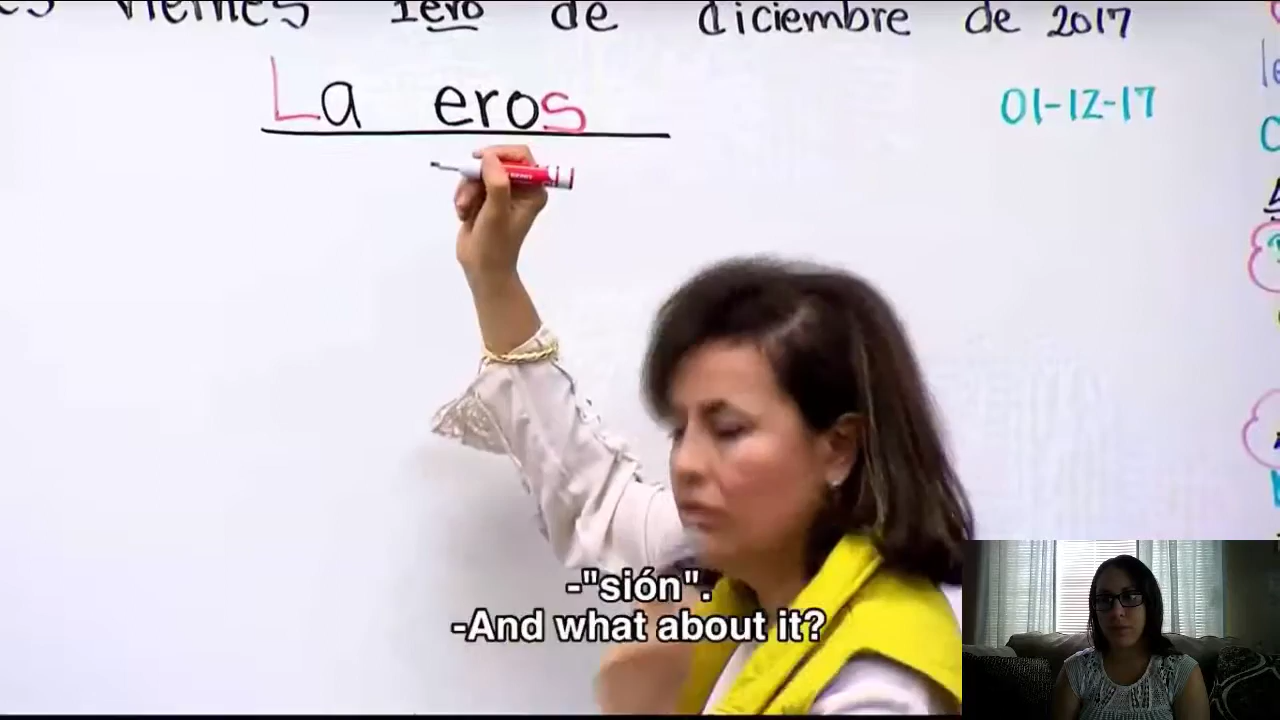 viernes 1ero de diciembre de 2017
La eros
01-12-17
-"sión".
-And what about it?